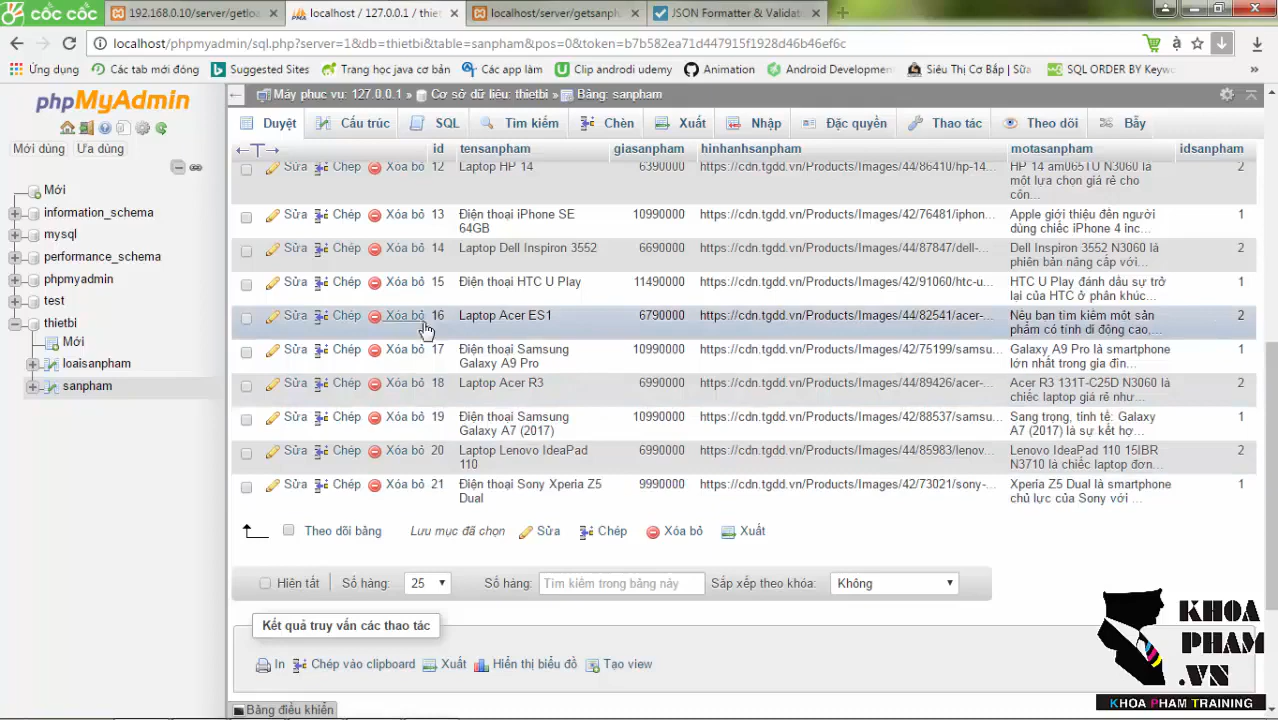 cốc cốc
192.168.0.10/server/getloa
localhost / 127.0.0.1 / thiet
localhost/server/getsanph
JSON Formatter & Validat
localhost/phpmyadmin/sql.php?server=1&db=thietbi&table=sanpham&pos=0&token=b7b582ea71d447915f1928d46b46ef6c
Ứng dụng
Các tab mới đóng
Suggested Sites
Trang học java cơ bản
Các app làm
Clip androdi udemy
Animation
Android Development
Siêu Thị Cơ Bắp | Sữa
SQL ORDER BY Keyw
phpMyAdmin
Mới dùng
Ưa dùng
Mới
information_schema
mysql
performance_schema
phpmyadmin
test
thietbi
Mới
loaisanpham
sanpham
Máy phục vụ: 127.0.0.1 » Cơ sở dữ liệu: thietbi » Bảng: sanpham
Duyệt Cấu trúc SQL Tìm kiếm Chèn Xuất Nhập Đặc quyền Thao tác Theo dõi Bẫy
id tensanpham giasanpham hinhanhsanpham motasanpham idsanpham
Sửa Chép Xóa bỏ 12 Laptop HP 14 6390000 https://cdn.tgdd.vn/Products/Images/44/86410/hp-14... HP 14 am065TU N3060 là 2
một lựa chọn giá rẻ cho
côn...
Sửa Chép Xóa bỏ 13 Điện thoại iPhone SE 10990000 https://cdn.tgdd.vn/Products/Images/42/76481/iphon... Apple giới thiệu đến người 1
64GB dùng chiếc iPhone 4 inc...
Sửa Chép Xóa bỏ 14 Laptop Dell Inspiron 3552 6690000 https://cdn.tgdd.vn/Products/Images/44/87847/dell-... Dell Inspiron 3552 N3060 là 2
phiên bản nâng cấp với...
Sửa Chép Xóa bỏ 15 Điện thoại HTC U Play 11490000 https://cdn.tgdd.vn/Products/Images/42/91060/htc-u... HTC U Play đánh dấu sự trở 1
lại của HTC ở phân khúc...
Sửa Chép Xóa bỏ 16 Laptop Acer ES1 6790000 https://cdn.tgdd.vn/Products/Images/44/82541/acer-... Nếu bạn tìm kiếm một sản 2
phẩm có tính di động cao,...
Sửa Chép Xóa bỏ 17 Điện thoại Samsung 10990000 https://cdn.tgdd.vn/Products/Images/42/75199/samsu... Galaxy A9 Pro là smartphone 1
Galaxy A9 Pro lớn nhất trong gia đìn...
Sửa Chép Xóa bỏ 18 Laptop Acer R3 6990000 https://cdn.tgdd.vn/Products/Images/44/89426/acer-... Acer R3 131T-C25D N3060 là 2
chiếc laptop giá rẻ như...
Sửa Chép Xóa bỏ 19 Điện thoại Samsung 10990000 https://cdn.tgdd.vn/Products/Images/42/88537/samsu... Sang trọng, tinh tế: Galaxy 1
Galaxy A7 (2017) A7 (2017) là sự kết hợ...
Sửa Chép Xóa bỏ 20 Laptop Lenovo IdeaPad 6990000 https://cdn.tgdd.vn/Products/Images/44/85983/lenov... Lenovo IdeaPad 110 15IBR 2
110 N3710 là chiếc laptop đơn...
Sửa Chép Xóa bỏ 21 Điện thoại Sony Xperia Z5 9990000 https://cdn.tgdd.vn/Products/Images/42/73021/sony-... Xperia Z5 Dual là smartphone 1
Dual chủ lực của Sony với ...
Theo dõi bảng Lưu mục đã chọn Sửa Chép Xóa bỏ Xuất
Hiện tất Số hàng: 25 Số hàng: Tìm kiếm trong bảng này Sắp xếp theo khóa: Không
Kết quả truy vấn các thao tác
In Chép vào clipboard Xuất Hiển thị biểu đồ Tạo view
Bảng điều khiển
KHOA
PHAM
.VN
KHOA PHAM TRAINING